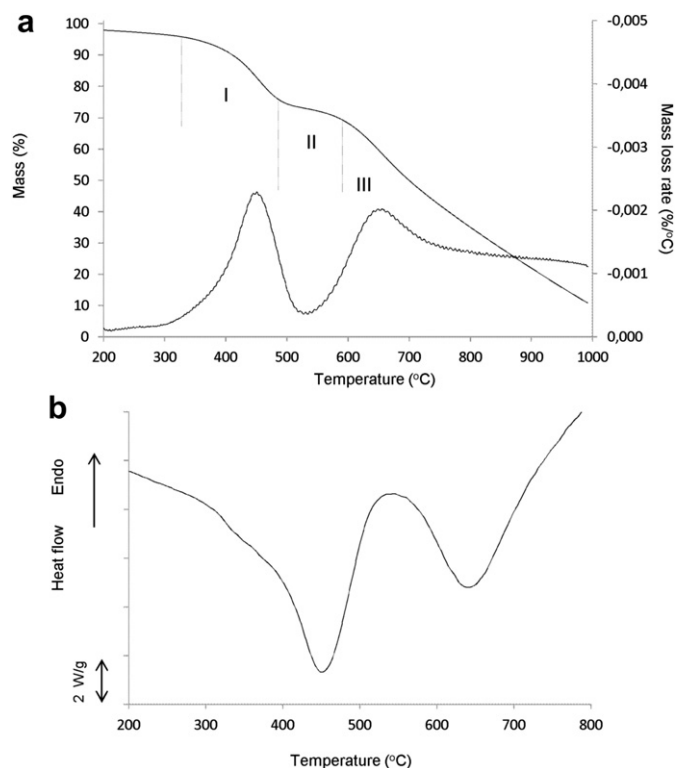 a
100
90
80
70
60
50
40
30
20
10
0
Mass (%)
I
II
III
-0,005
-0,004
-0,003
-0,002
-0,001
0,000
Mass loss rate (%/°C)
200 300 400 500 600 700 800 900 1000
Temperature (°C)
b
Heat flow Endo
2 W/g
200 300 400 500 600 700 800
Temperature (°C)